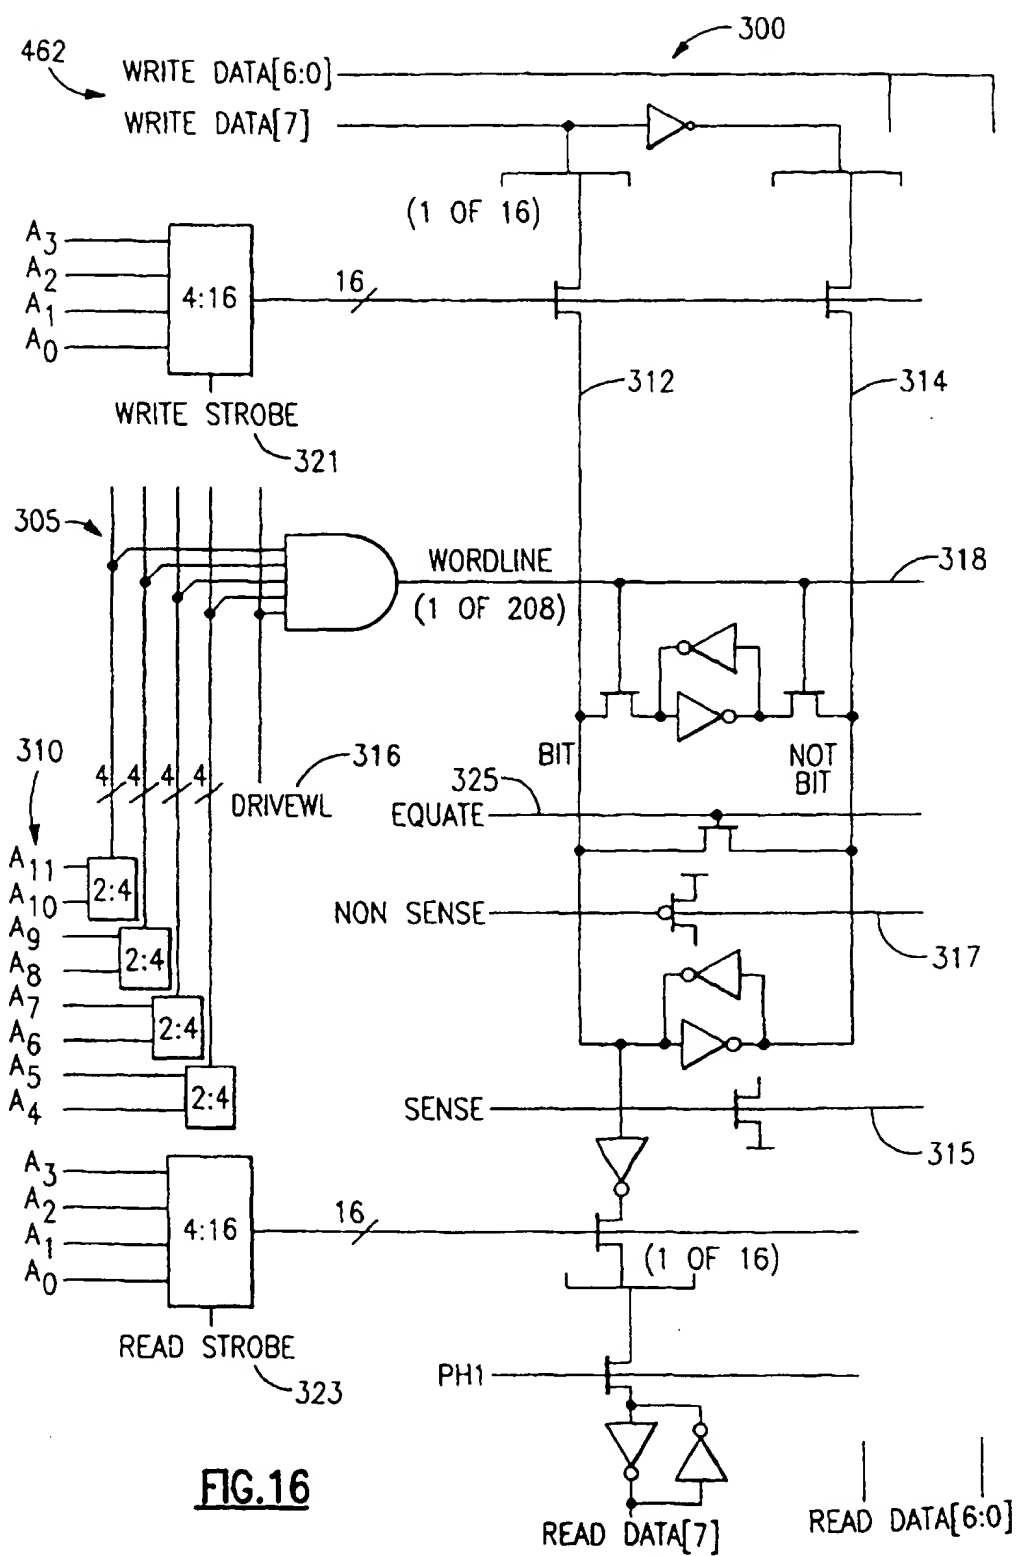 300
462
WRITE DATA[6:0]
WRITE DATA[7]
(1 OF 16)
A3
A2
A1
A0
4:16
16
312
314
WRITE STROBE
321
305
WORDLINE
(1 OF 208)
318
310
4 4 4 4
316
DRIVEWL
BIT
NOT
BIT
325
EQUATE
A11
A10
2:4
NON SENSE
317
A9
A8
2:4
A7
A6
2:4
A5
A4
2:4
SENSE
315
A3
A2
A1
A0
4:16
16
(1 OF 16)
READ STROBE
323
PH1
FIG.16
READ DATA[7]
READ DATA[6:0]